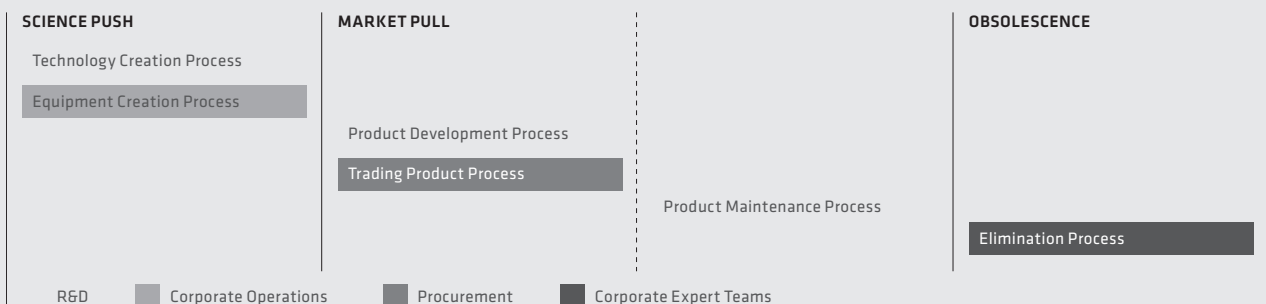 SCIENCE PUSH
MARKET PULL
OBSOLESCENCE
Technology Creation Process
Equipment Creation Process
Product Development Process
Trading Product Process
Product Maintenance Process
Elimination Process
R&D
Corporate Operations
Procurement
Corporate Expert Teams